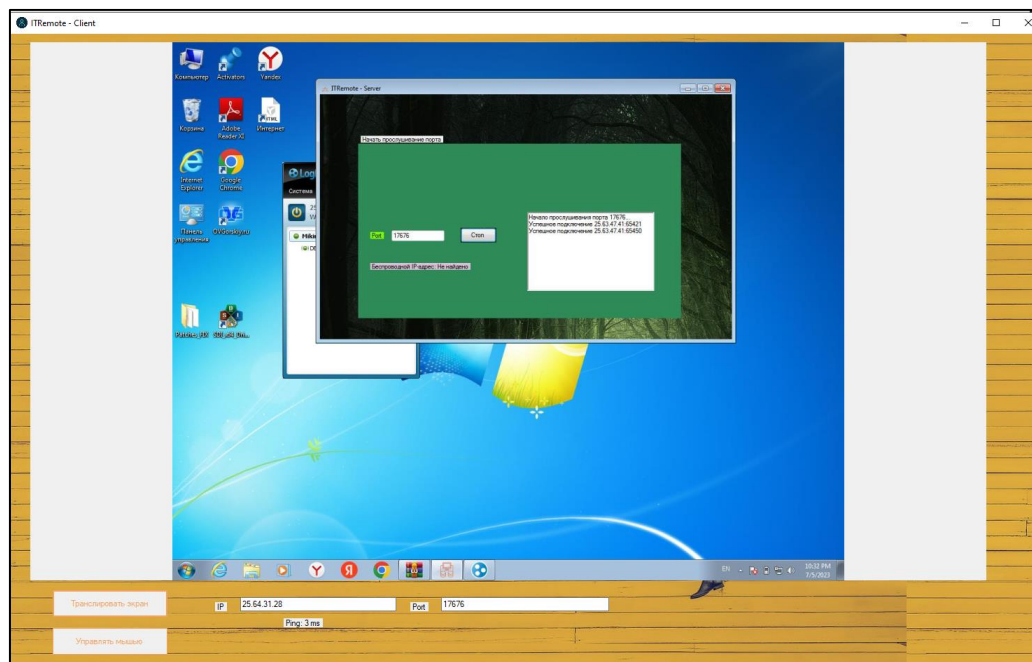 ITRemote - Client
Компьютер
Activators
Yandex
Корзина
Adobe
Reader XI
Интернет
Internet
Explorer
Google
Chrome
Панель
управления
ITRemote - Server
Начать прослушивание порта
Port
17676
Стоп
Беспроводной IP-адрес: Не найдено
Начало прослушивания порта 17676...
Успешное подключение 25.63.47.41:65421
Успешное подключение 25.63.47.41:65450
Система
EN
10:32 PM
7/5/2023
Транслировать экран
IP
25.64.31.28
Port
17676
Ping: 3 ms
Управлять мышью